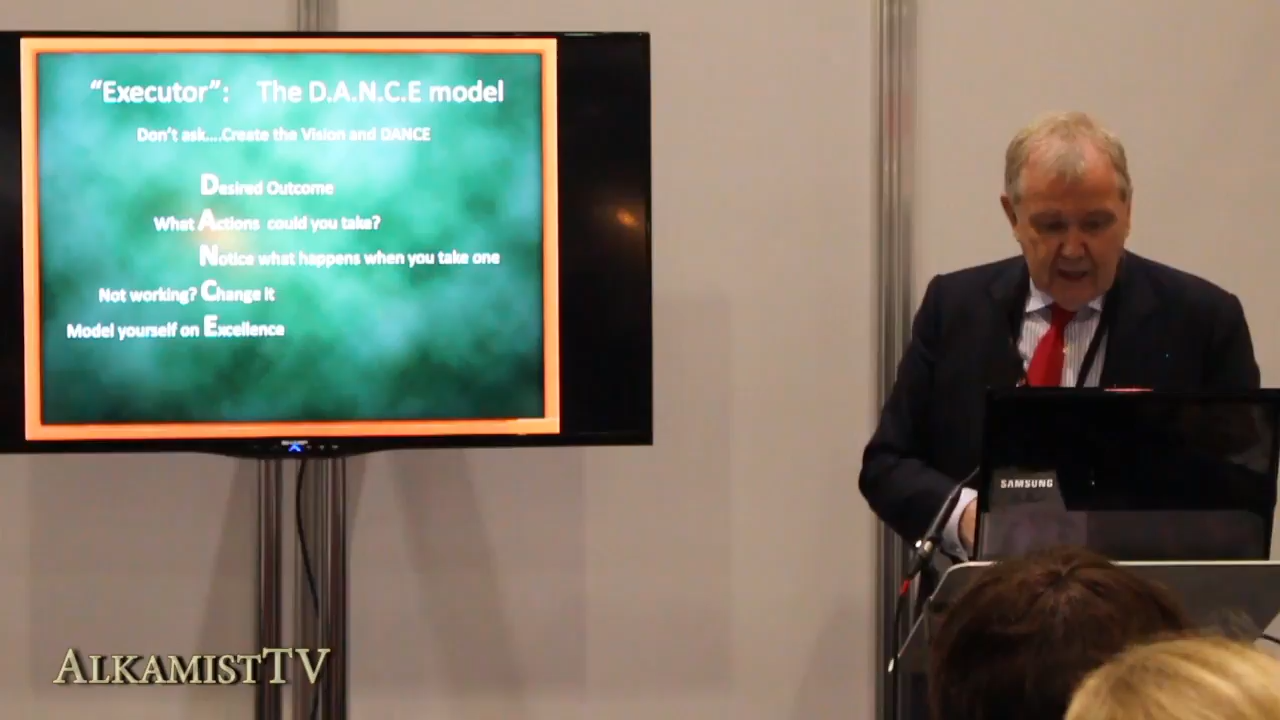 “Executor”: The D.A.N.C.E model
Don't ask....Create the Vision and DANCE
Desired Outcome
What Actions could you take?
Notice what happens when you take one
Not working? Change it
Model yourself on Excellence
SAMSUNG
ALKAMISTTV